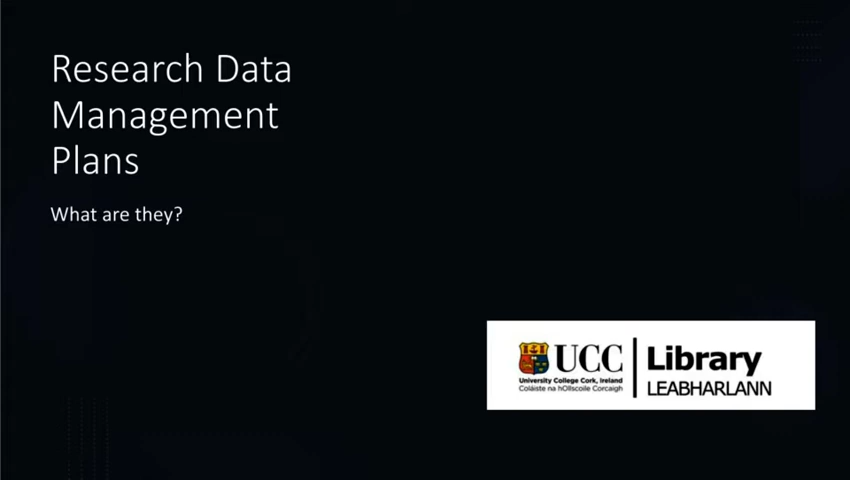 Research Data
Management
Plans
What are they?
UCC
University College Cork, Ireland
Coláiste na hOllscoile Corcaigh
Library
LEABHARLANN